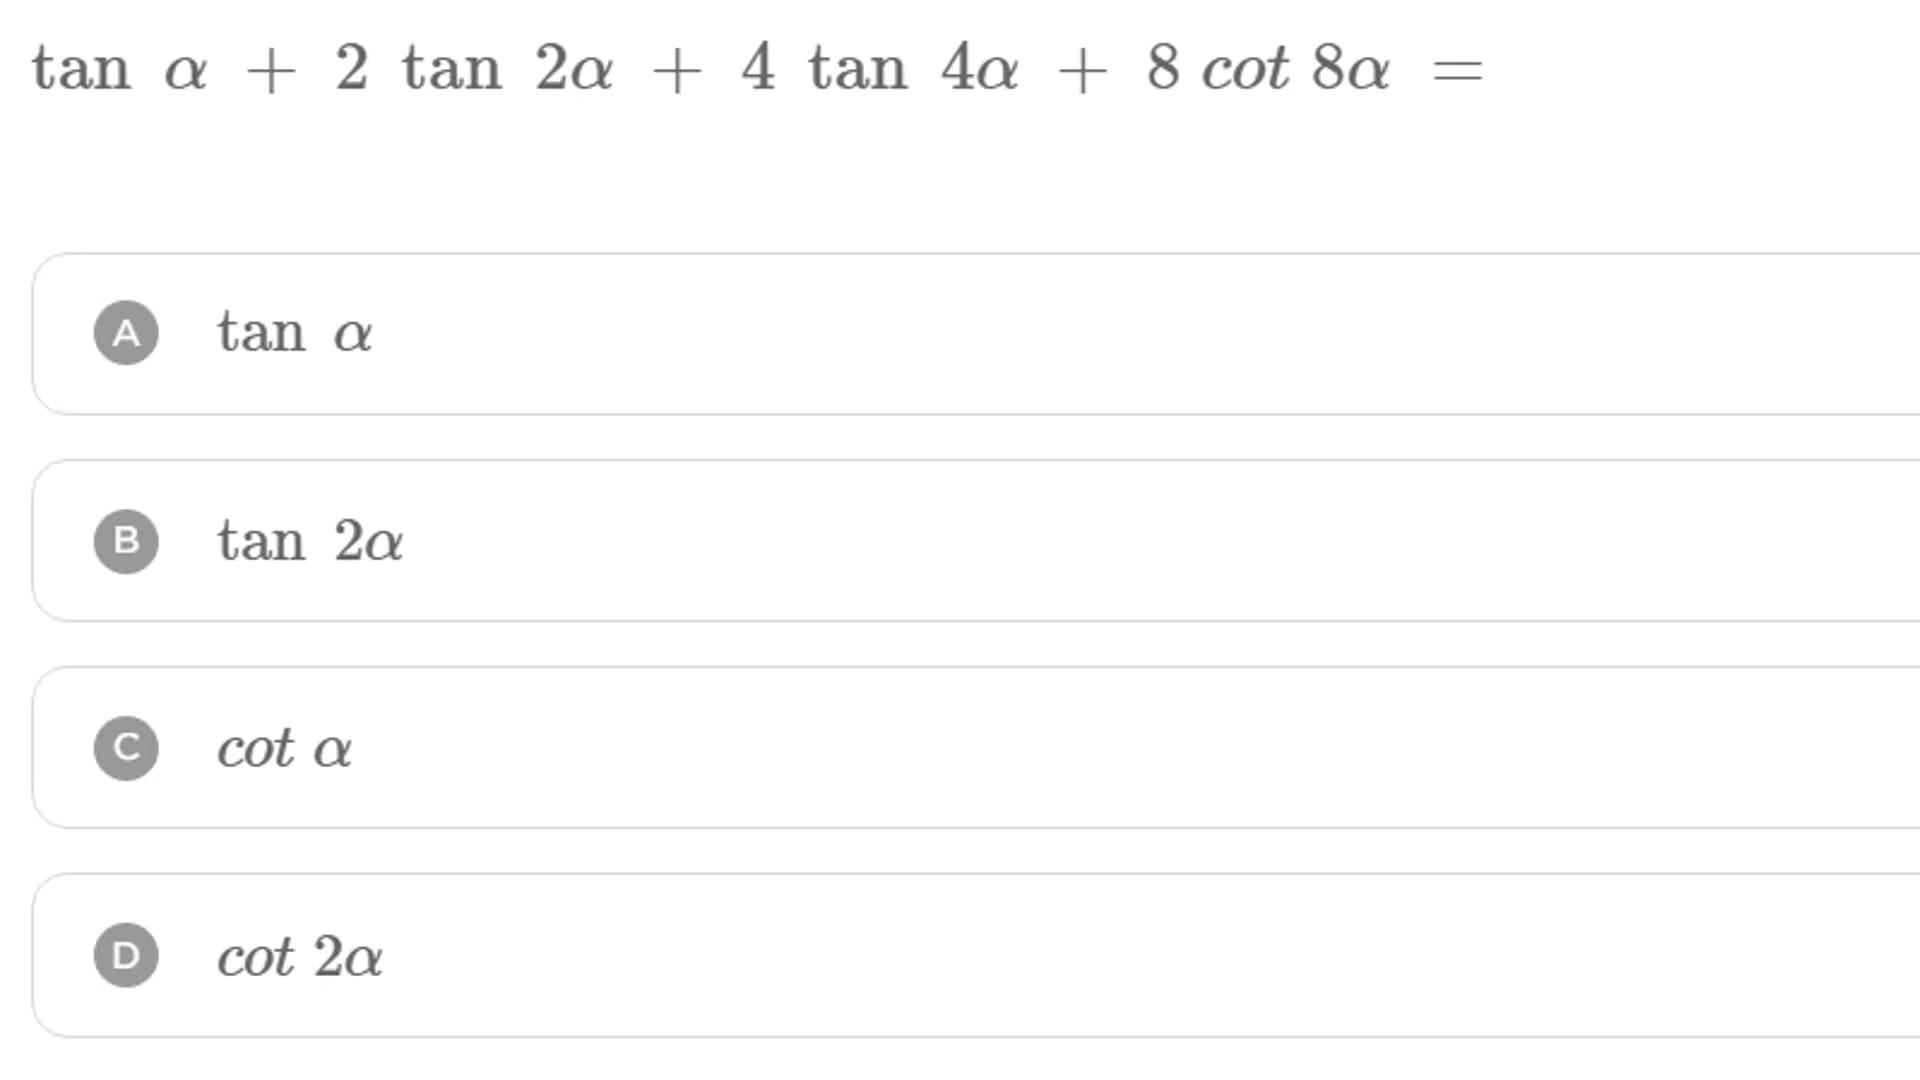 tan α + 2 tan 2α + 4 tan 4α + 8 cot 8α =
A tan α
B tan 2α
C cot α
D cot 2α